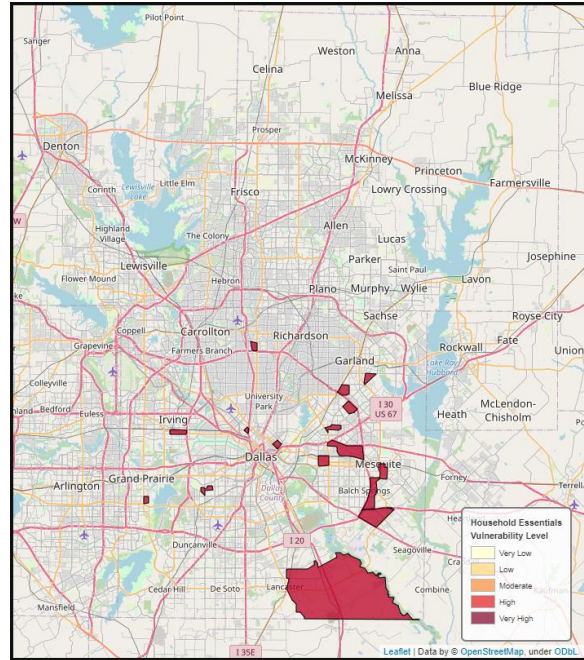 Pilot Point
Sanger
Weston
Anna
Celina
Blue Ridge
Melissa
Denton
Prosper
McKinney
Princeton
Corinth
Lewisville
Lake
Little Elm
Frisco
Lowry Crossing
Farmersville
W
Highland
Village
The Colony
Allen
Lucas
Lewisville
Parker
Saint Paul
Josephine
Flower Mound
Hebron
Plano
Murphy
Wylie
Lavon
Sachse
Royse City
Coppell
Carrollton
Richardson
Grapevine
Farmers Branch
Garland
Rockwall
Fate
Union
Lake Ray
Hubbard
Colleyville
University
Park
I 30
US 67
McLendon-
Chisholm
Heath
Bedford
Euless
Irving
Dallas
Mesquite
Forney
Terrell
Arlington
Grand Prairie
Dallas
County
Balch Springs
I 20
Seagoville
Duncanville
Lancaster
Combine
Cedar Hill
De Soto
Mansfield
I 35E
Kaufman
Household Essentials
Vulnerability Level
Very Low
Low
Moderate
High
Very High
Leaflet | Data by © OpenStreetMap, under ODbL.